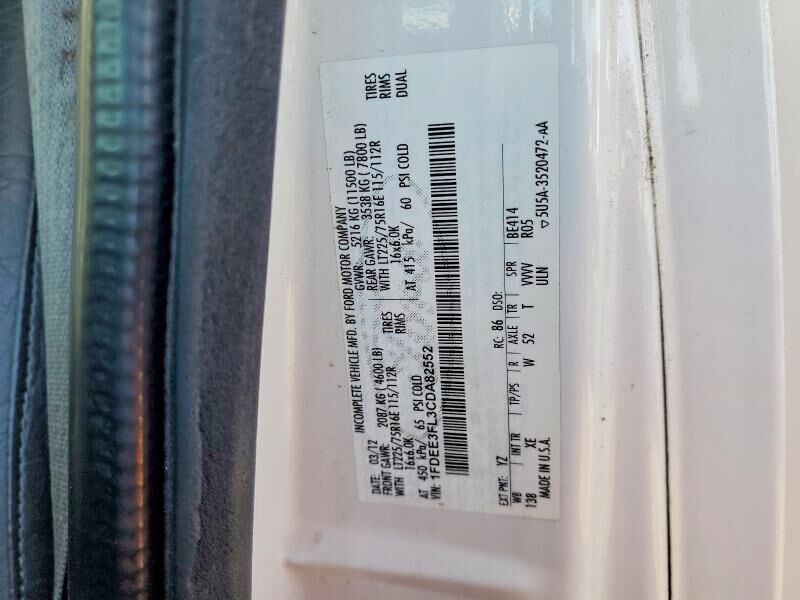 INCOMPLETE VEHICLE MFD. BY FORD MOTOR COMPANY
DATE: 03/12 GVWR: 5216 KG (11500 LB)
FRONT GAWR: 2087 KG (4600 LB) REAR GAWR: 3538 KG (7800 LB)
WITH LT225/75R16E 115/112R TIRES WITH LT225/75R16E 115/112R TIRES
16x6.0K RIMS 16x6.0K RIMS
AT 450 kPa/ 65 PSI COLD AT 415 kPa/ 60 PSI COLD DUAL
VIN: 1FDEE3FL3CDA82552
EXT PNT: YZ RC: 86 DSO:
WB INT TR TP/PS R AXLE TR SPR BE414
138 XE W 52 T VWV R05
MADE IN U.S.A. ULN
▽5U5A-3520472-AA